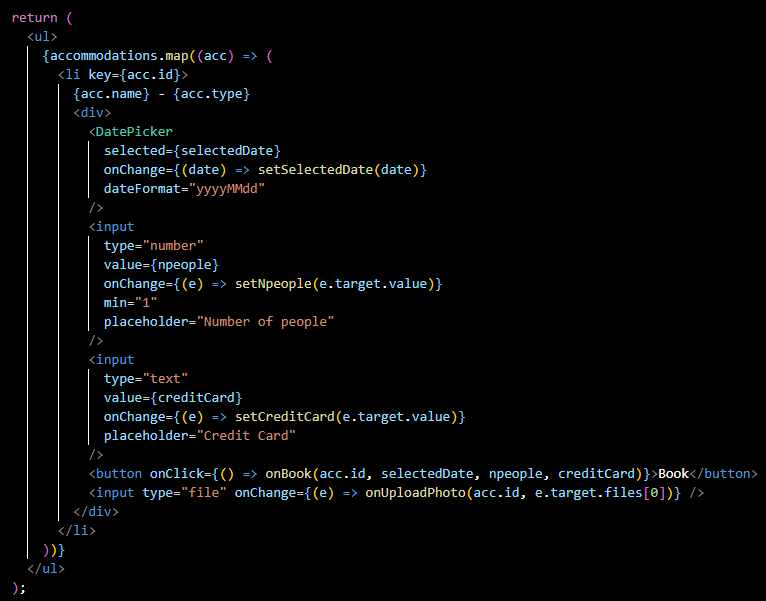 return (
<ul>
{accommodations.map((acc) => (
<li key={acc.id}>
{acc.name} - {acc.type}
<div>
<DatePicker
selected={selectedDate}
onChange={(date) => setSelectedDate(date)}
dateFormat="yyyyMMdd"
/>
<input
type="number"
value={npeople}
onChange={(e) => setNpeople(e.target.value)}
min="1"
placeholder="Number of people"
/>
<input
type="text"
value={creditCard}
onChange={(e) => setCreditCard(e.target.value)}
placeholder="Credit Card"
/>
<button onClick={() => onBook(acc.id, selectedDate, npeople, creditCard)}>Book</button>
<input type="file" onChange={(e) => onUploadPhoto(acc.id, e.target.files[0])} />
</div>
</li>
))}
</ul>
);